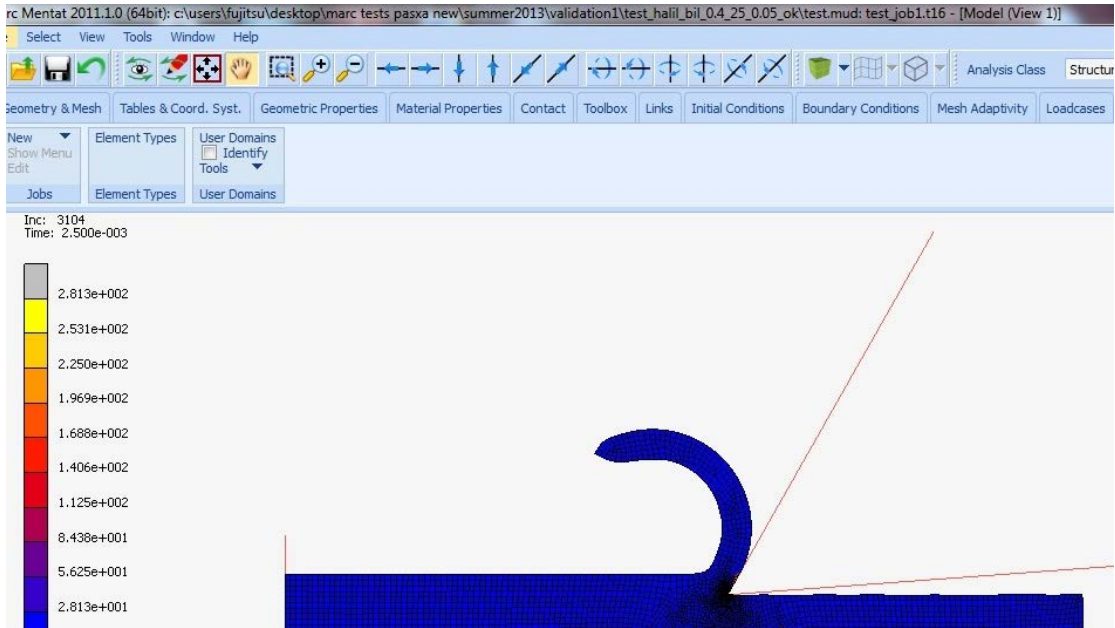 rc Mentat 2011.1.0 (64bit): c:\users\fujitsu\desktop\marc tests pasxa new\summer2013\validation1\test_halil_bil_0.4_25_0.05_ok\test.mud: test_job1.t16 - [Model (View 1)]
e Select View Tools Window Help
Analysis Class Structur
Geometry & Mesh Tables & Coord. Syst. Geometric Properties Material Properties Contact Toolbox Links Initial Conditions Boundary Conditions Mesh Adaptivity Loadcases
New Element Types User Domains
Show Menu Identify
Edit Tools
Jobs Element Types User Domains
Inc: 3104
Time: 2.500e-003
2.813e+002
2.531e+002
2.250e+002
1.969e+002
1.688e+002
1.406e+002
1.125e+002
8.438e+001
5.625e+001
2.813e+001